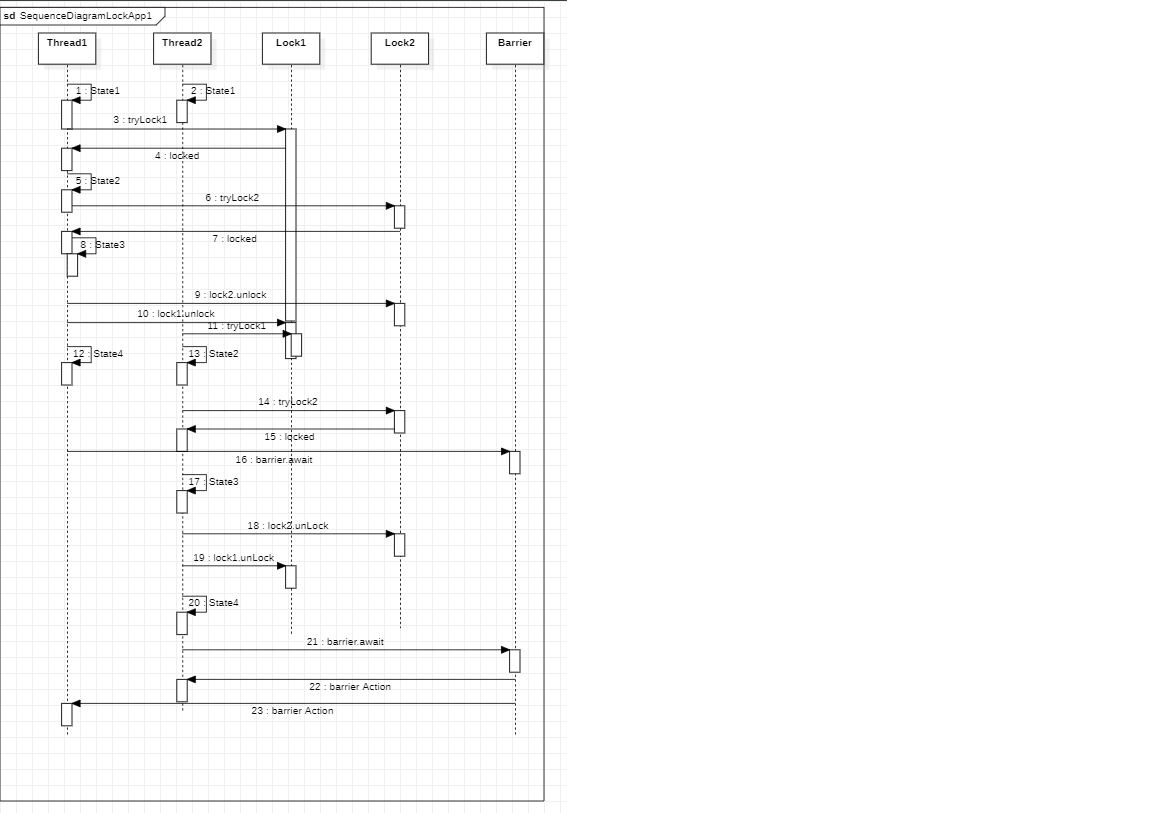 sd SequenceDiagramLockApp1
Thread1
Thread2
Lock1
Lock2
Barrier
1 : State1
2 : State1
3 : tryLock1
4 : locked
5 : State2
6 : tryLock2
7 : locked
8 : State3
9 : lock2.unlock
10 : lock1.unlock
11 : tryLock1
12 : State4
13 : State2
14 : tryLock2
15 : locked
16 : barrier.await
17 : State3
18 : lock2.unLock
19 : lock1.unLock
20 : State4
21 : barrier.await
22 : barrier Action
23 : barrier Action